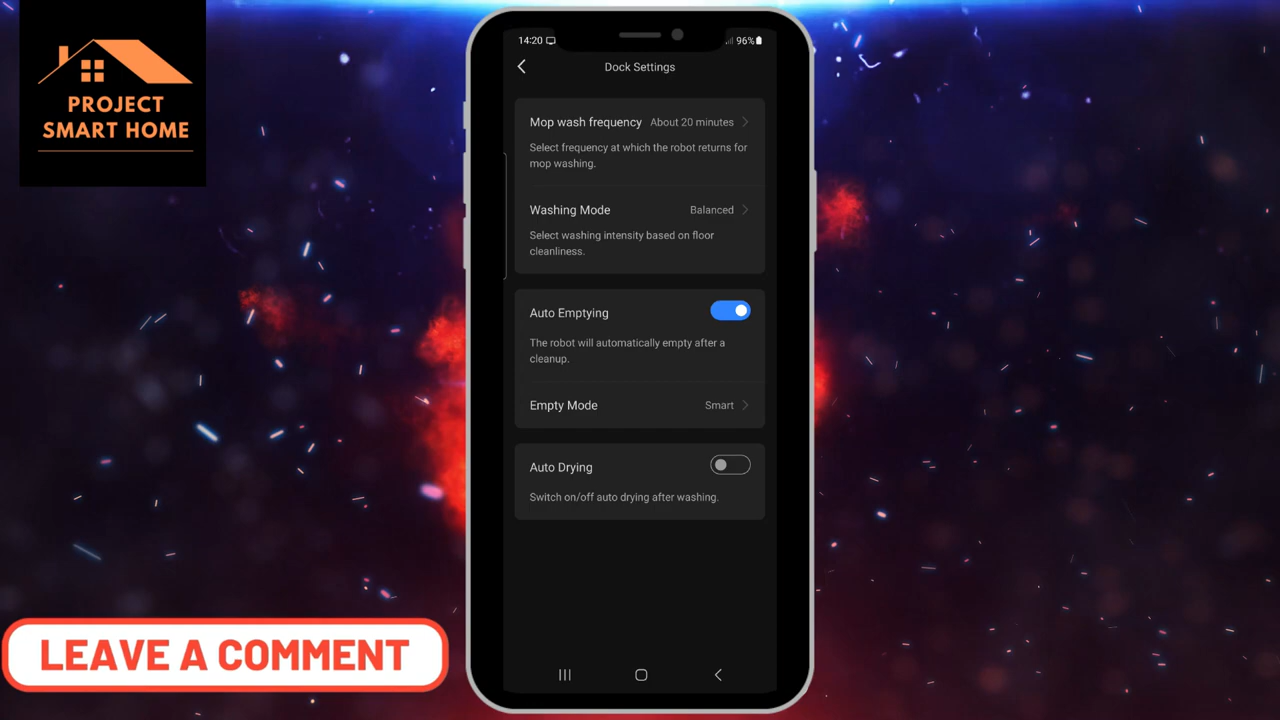 PROJECT
SMART HOME
14:20
96%
Dock Settings
Mop wash frequency About 20 minutes
Select frequency at which the robot returns for
mop washing.
Washing Mode Balanced
Select washing intensity based on floor
cleanliness.
Auto Emptying
The robot will automatically empty after a
cleanup.
Empty Mode Smart
Auto Drying
Switch on/off auto drying after washing.
LEAVE A COMMENT